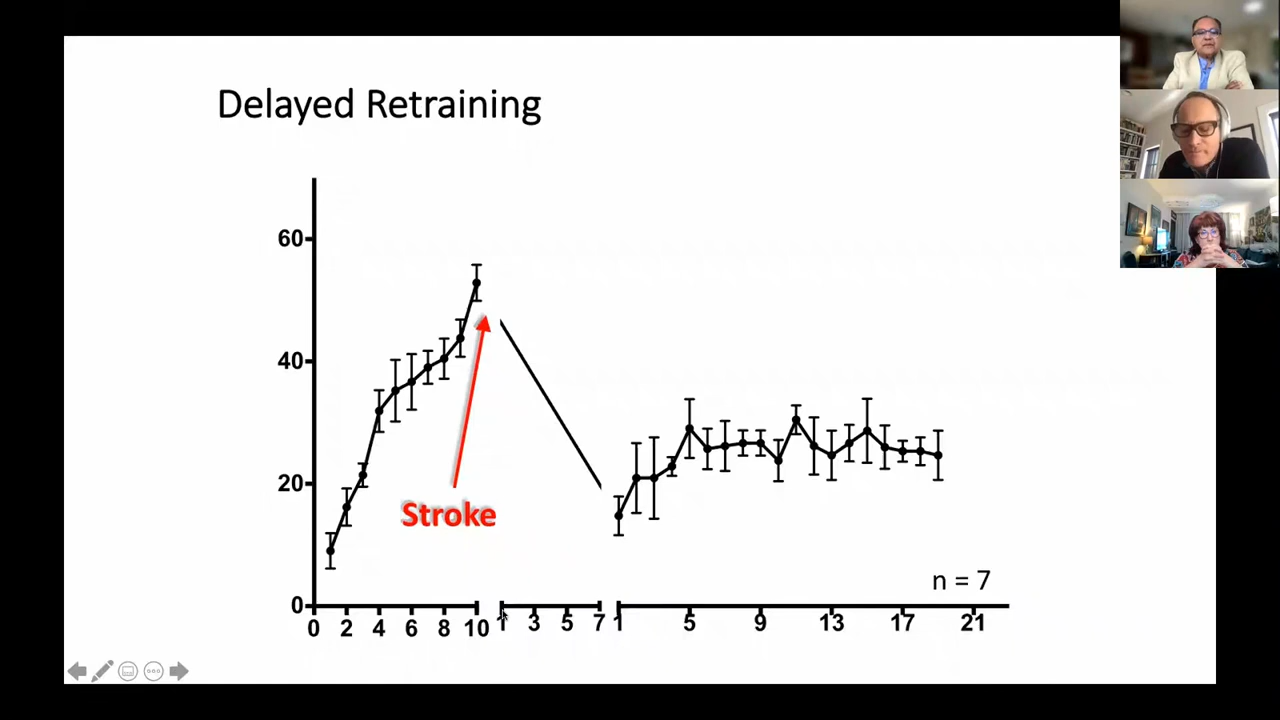 Delayed Retraining
60
40
20
0
Stroke
n = 7
0 2 4 6 8 10 1 3 5 7 1 5 9 13 17 21